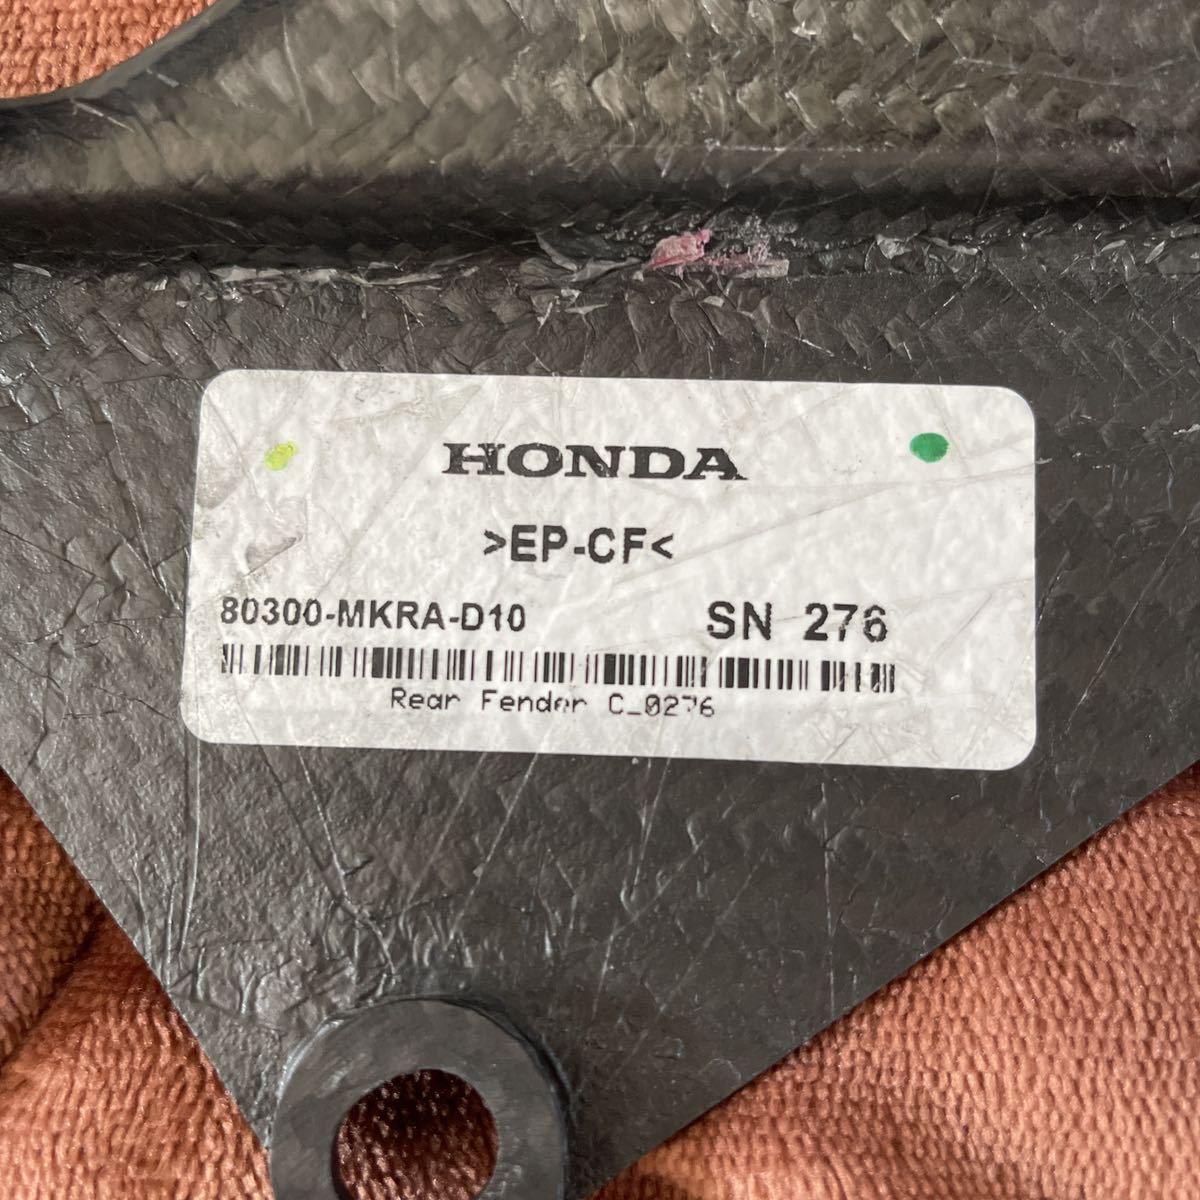 HONDA
>EP-CF<
80300-MKRA-D10 SN 276
Rear Fender C_0276